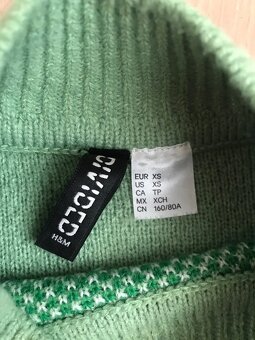 DIVIDED
H&M
EUR XS
US XS
CA TP
MX XCH
CN 160/80A